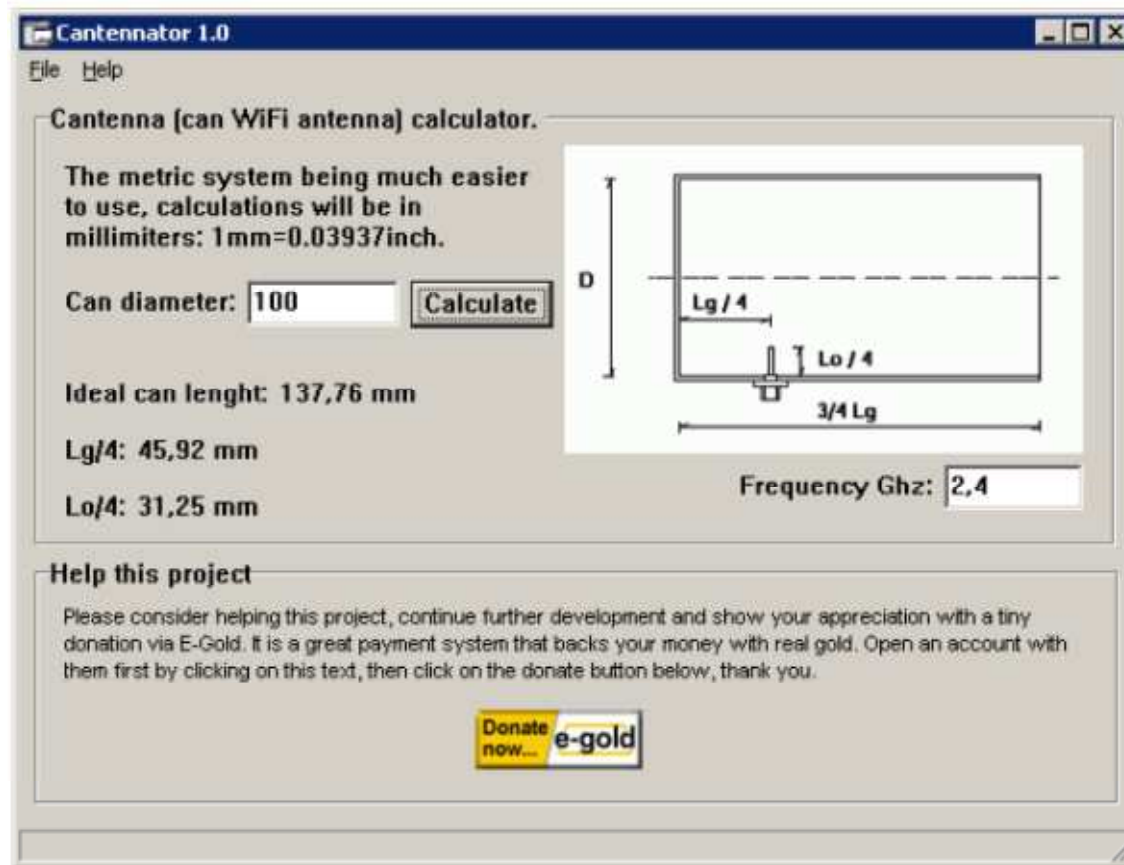 Cantennator 1.0
File Help
Cantenna (can WiFi antenna) calculator.
The metric system being much easier
to use, calculations will be in
millimiters: 1mm=0.03937inch.
Can diameter: 100 Calculate
Ideal can lenght: 137,76 mm
Lg/4: 45,92 mm
Lo/4: 31,25 mm
D
Lg / 4
Lo / 4
3/4 Lg
Frequency Ghz: 2,4
Help this project
Please consider helping this project, continue further development and show your appreciation with a tiny
donation via E-Gold. It is a great payment system that backs your money with real gold. Open an account with
them first by clicking on this text, then click on the donate button below, thank you.
Donate
now... e-gold